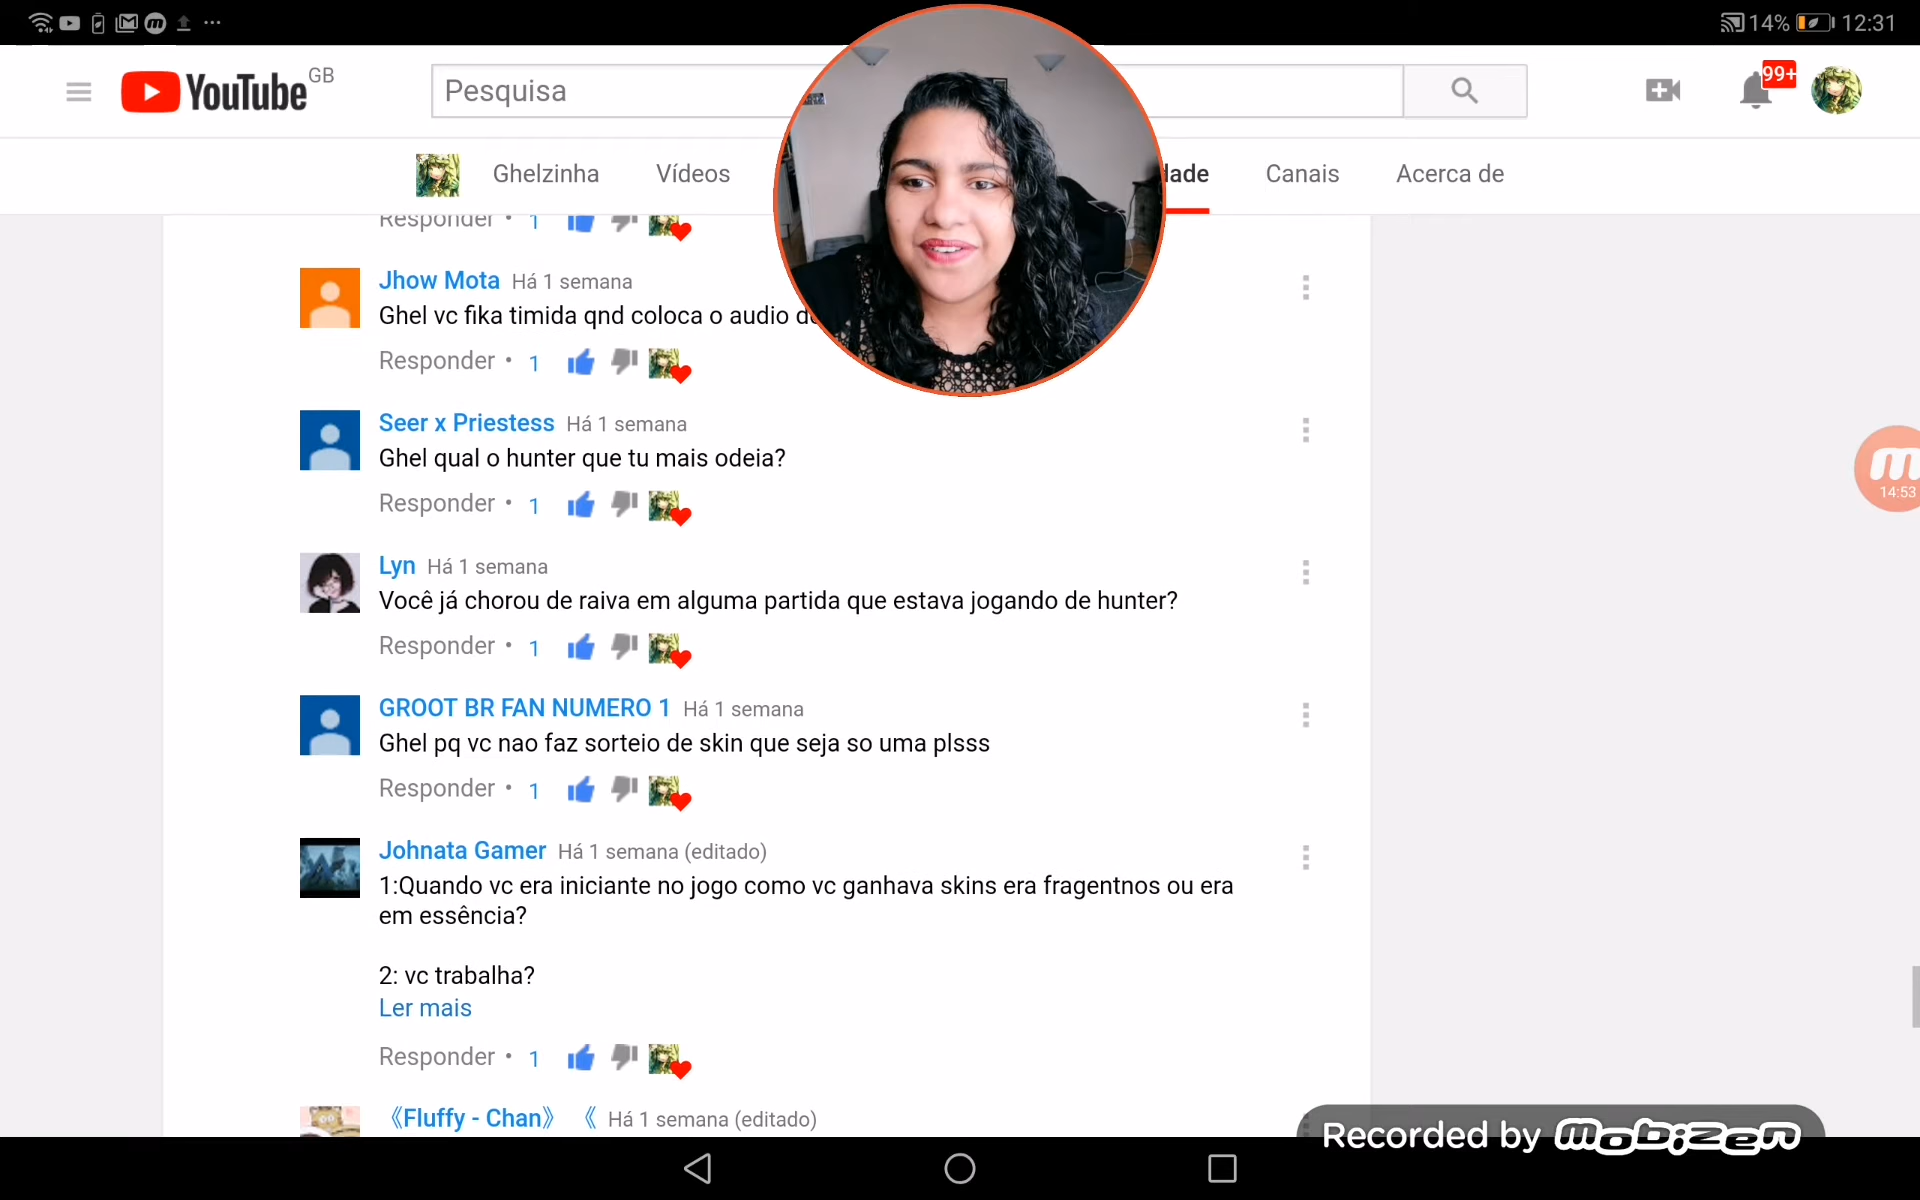 14% 12:31
YouTube GB
Pesquisa
99+
Ghelzinha Vídeos dade Canais Acerca de
Responder • 1
Jhow Mota Há 1 semana
Ghel vc fika timida qnd coloca o audio
Responder • 1
14:53
Seer x Priestess Há 1 semana
Ghel qual o hunter que tu mais odeia?
Responder • 1
Lyn Há 1 semana
Você já chorou de raiva em alguma partida que estava jogando de hunter?
Responder • 1
GROOT BR FAN NUMERO 1 Há 1 semana
Ghel pq vc nao faz sorteio de skin que seja so uma plsss
Responder • 1
Johnata Gamer Há 1 semana (editado)
1:Quando vc era iniciante no jogo como vc ganhava skins era fragentnos ou era
em essência?
2: vc trabalha?
Ler mais
Responder • 1
《Fluffy - Chan》 《 Há 1 semana (editado)
Recorded by mobizen